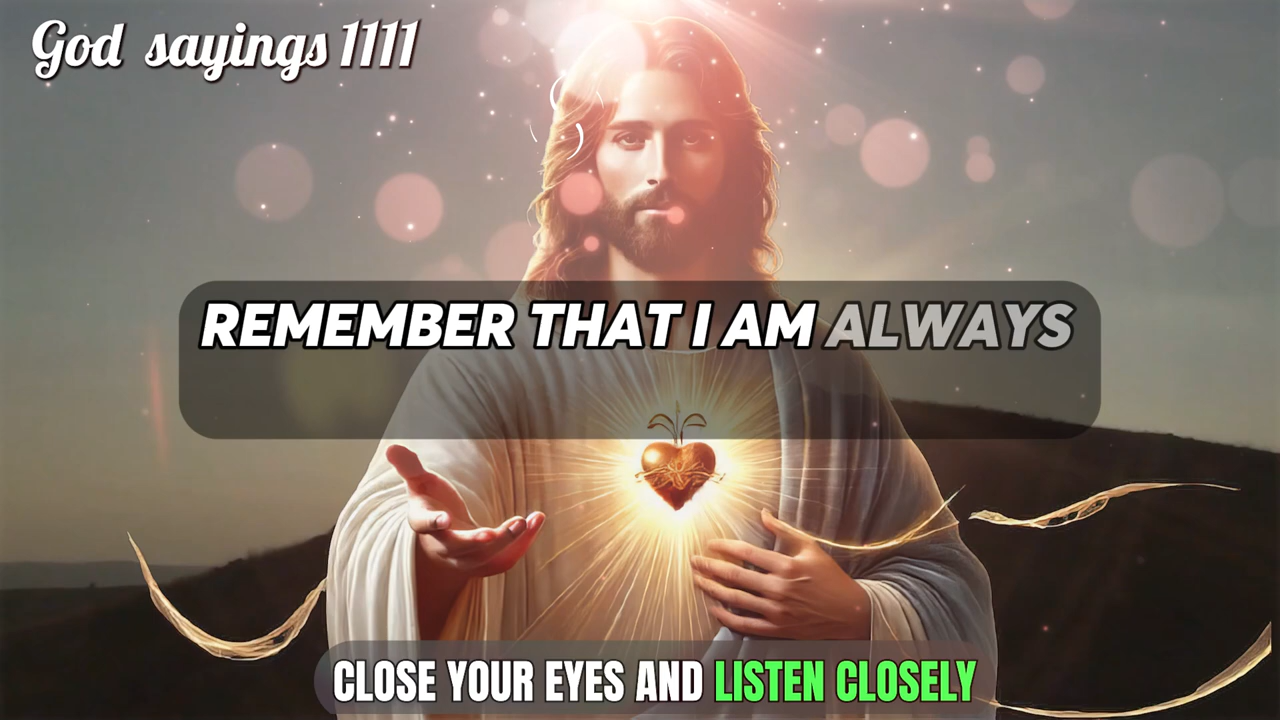 God sayings 1111
REMEMBER THAT I AM ALWAYS
CLOSE YOUR EYES AND LISTEN CLOSELY